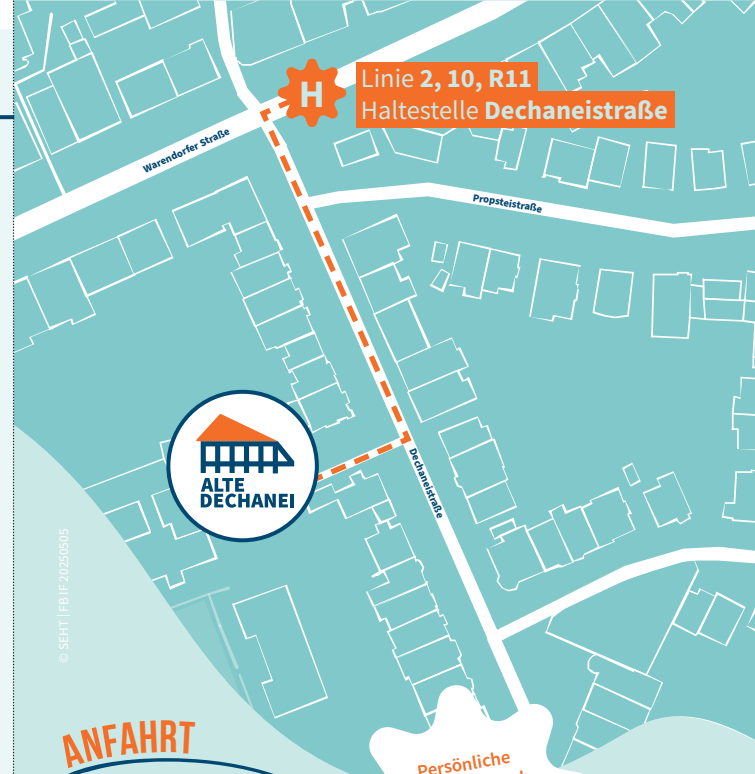 H
Linie 2, 10, R11
Haltestelle Dechaneistraße
Warendorfer Straße
Propsteistraße
ALTE
DECHANEI
Dechaneistraße
© SEHT | FBIF 20250505
ANFAHRT
Persönliche